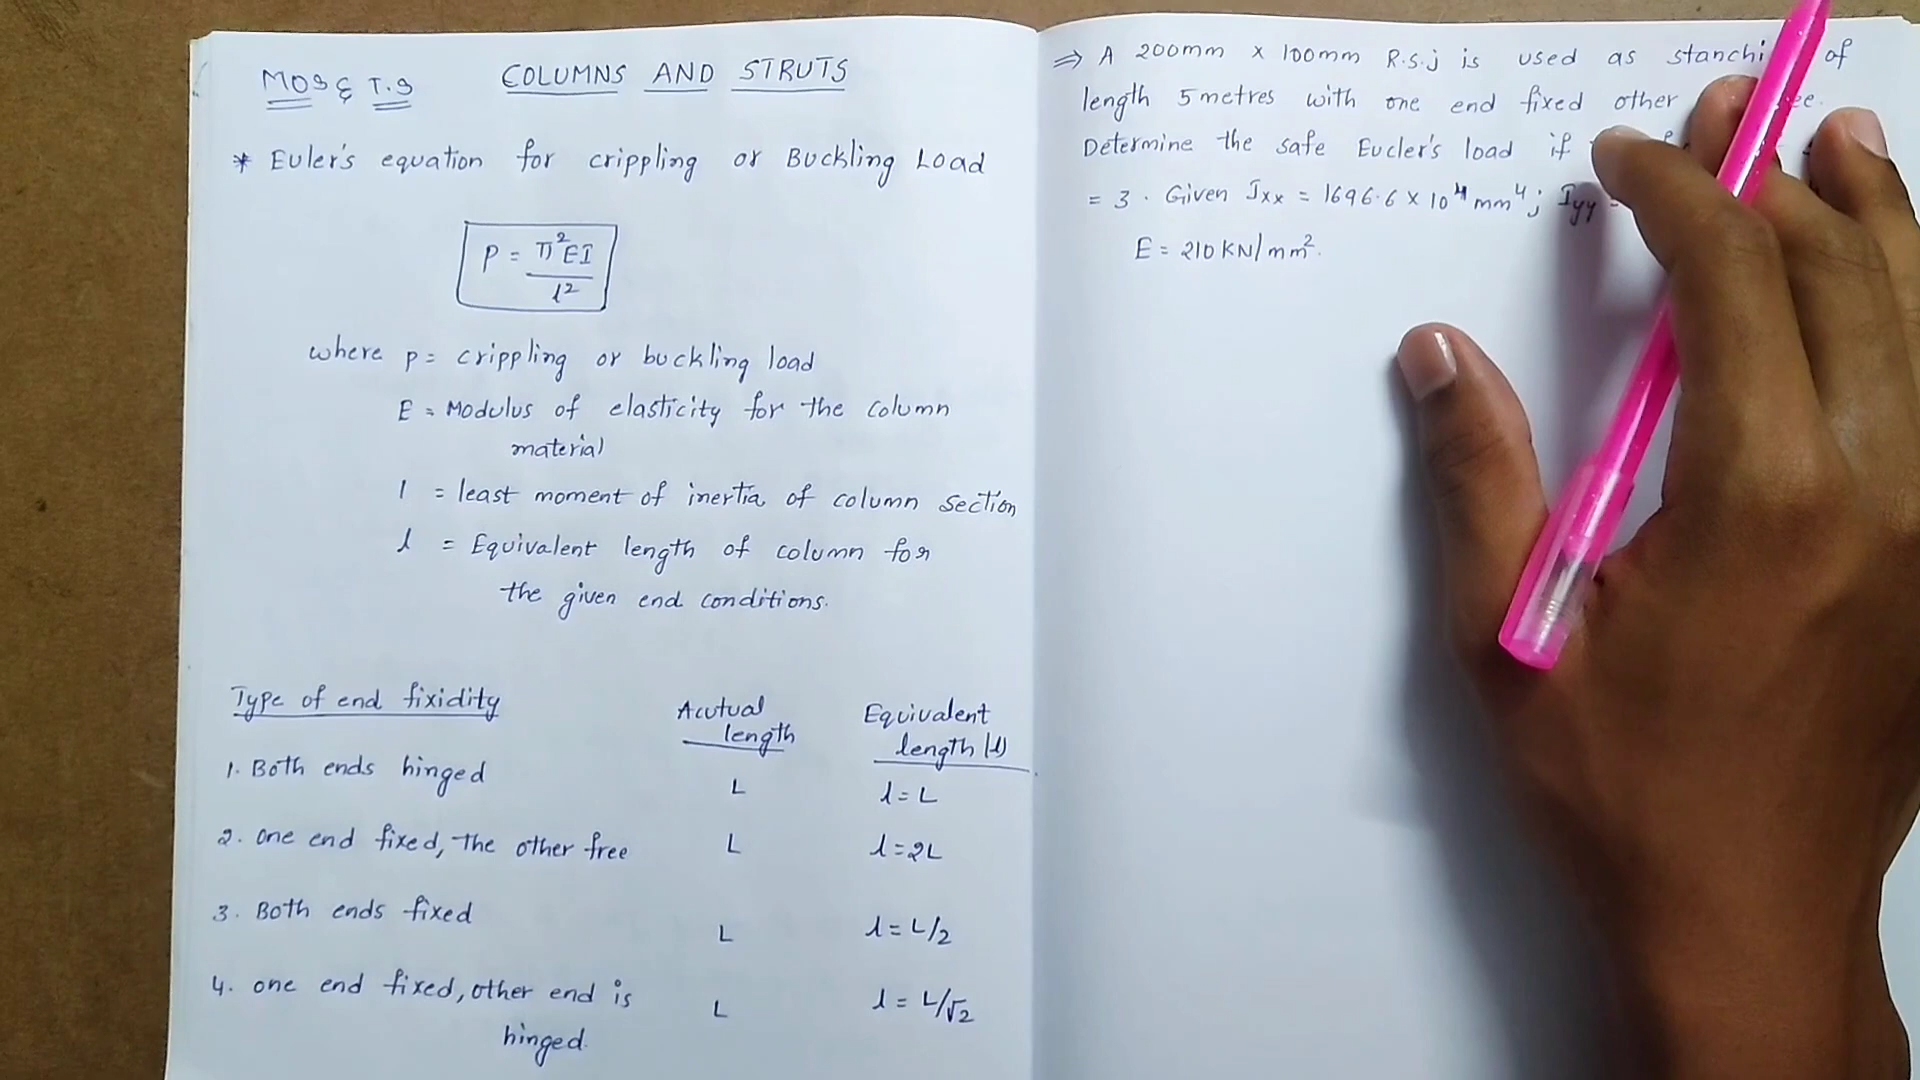 MOS & T.S COLUMNS AND STRUTS
* Euler's equation for crippling or Buckling Load
P = π²EI / l²
where P = crippling or buckling load
E = Modulus of elasticity for the column
material
I = least moment of inertia of column section
l = Equivalent length of column for
the given end conditions.
Type of end fixidity
Acutual
length
Equivalent
length (l)
1. Both ends hinged L l = L
2. one end fixed, The other free L l = 2L
3. Both ends fixed L l = L/2
4. one end fixed, other end is L l = L/√2
hinged.
⇒ A 200mm x 100mm R.S.j is used as of
length 5 metres with one end fixed other
Determine the safe Eucler's load if
= 3. Given Ixx = 1696.6 x 10⁴ mm⁴; Iyy =
E = 210 KN/mm².